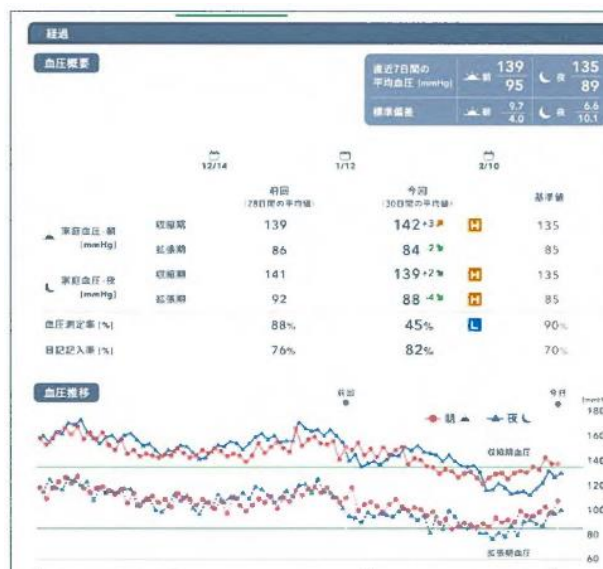 経過
血圧概要
直近7日間の
平均血圧 (mmHg) 朝 139/95 夜 135/89
標準偏差 朝 9.7/4.0 夜 6.6/10.1
12/14 1/12 2/10
前回 今回 基準値
(28日間の平均値) (30日間の平均値)
家庭血圧-朝 (mmHg) 収縮期 139 142 +3 H 135
拡張期 86 84 -2 85
家庭血圧-夜 (mmHg) 収縮期 141 139 +2 H 135
拡張期 92 88 -4 H 85
血圧測定率 (%) 88% 45% L 90%
日記記入率 (%) 76% 82% 70%
血圧推移
前回 今回
朝 夜 (mmHg)
180
収縮期血圧 160
140
120
100
80
拡張期血圧
60